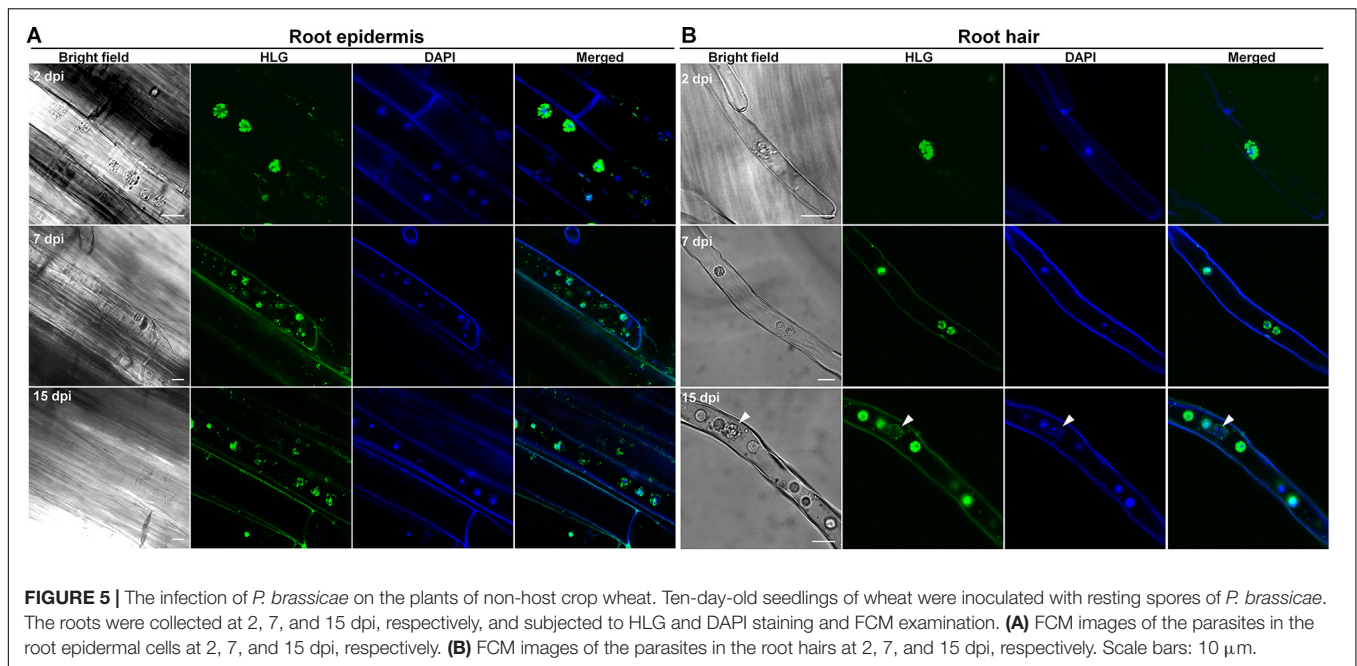 A Root epidermis
Bright field HLG DAPI Merged
2 dpi
7 dpi
15 dpi
B Root hair
Bright field HLG DAPI Merged
2 dpi
7 dpi
15 dpi
FIGURE 5 | The infection of P. brassicae on the plants of non-host crop wheat. Ten-day-old seedlings of wheat were inoculated with resting spores of P. brassicae.
The roots were collected at 2, 7, and 15 dpi, respectively, and subjected to HLG and DAPI staining and FCM examination. (A) FCM images of the parasites in the
root epidermal cells at 2, 7, and 15 dpi, respectively. (B) FCM images of the parasites in the root hairs at 2, 7, and 15 dpi, respectively. Scale bars: 10 μm.